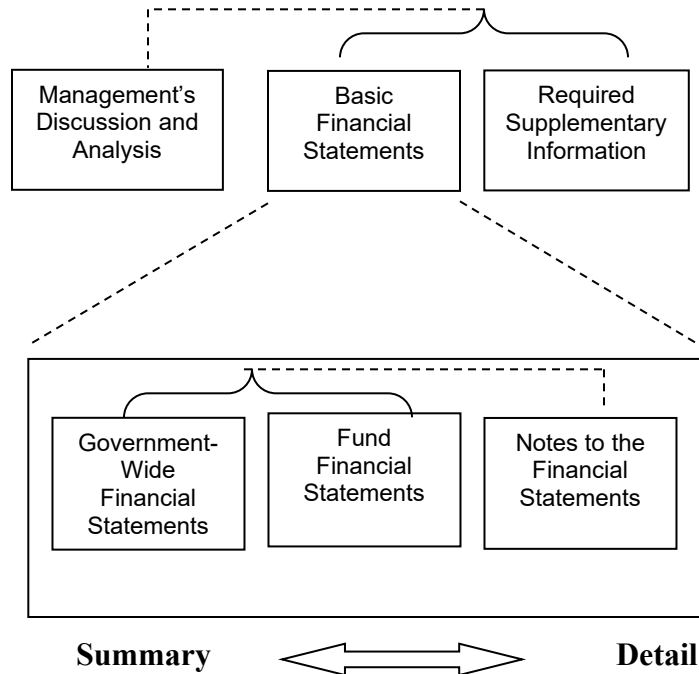 Management’s
Discussion and
Analysis
Basic
Financial
Statements
Required
Supplementary
Information
Government-
Wide
Financial
Statements
Fund
Financial
Statements
Notes to the
Financial
Statements
Summary
Detail